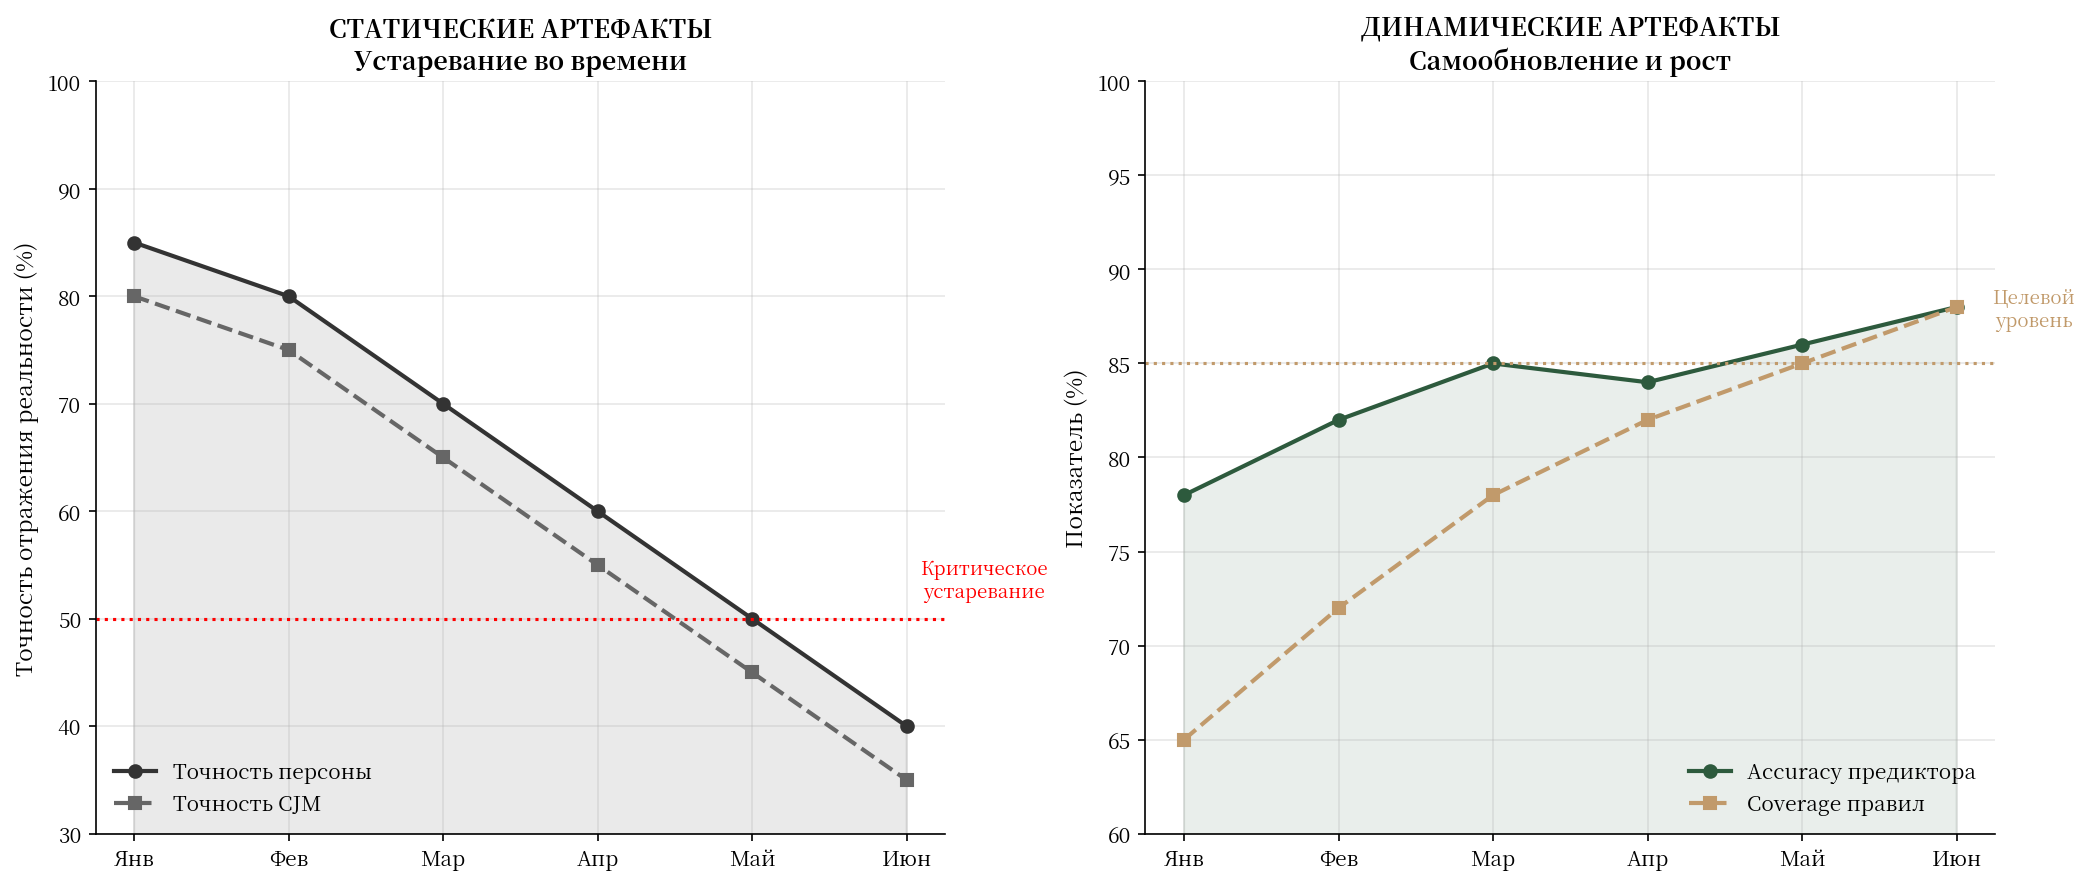 СТАТИЧЕСКИЕ АРТЕФАКТЫ
Устаревание во времени
Точность отражения реальности (%)
100
90
80
70
60
50
40
30
Критическое
устаревание
Точность персоны
Точность CJM
Янв
Фев
Мар
Апр
Май
Июн
ДИНАМИЧЕСКИЕ АРТЕФАКТЫ
Самообновление и рост
Показатель (%)
100
95
90
85
80
75
70
65
60
Целевой
уровень
Accuracy предиктора
Coverage правил
Янв
Фев
Мар
Апр
Май
Июн